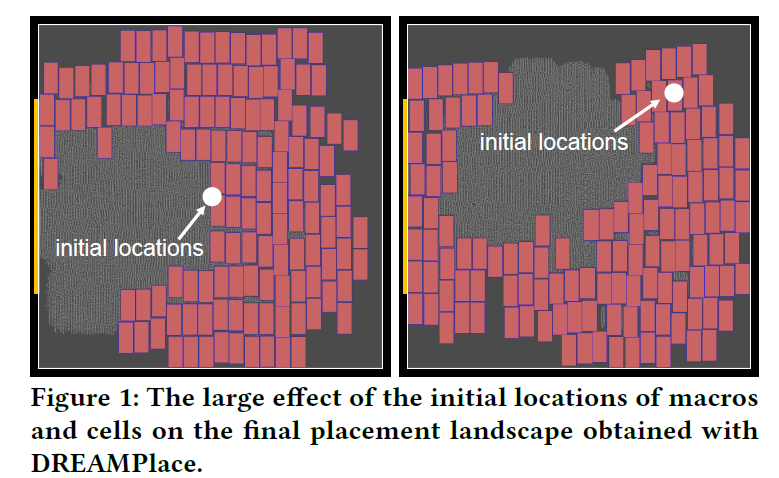 initial locations
initial locations
Figure 1: The large effect of the initial locations of macros
and cells on the final placement landscape obtained with
DREAMPlace.